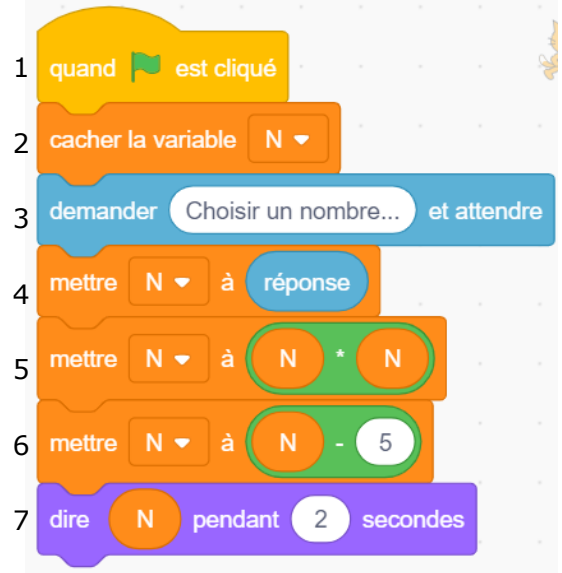 1 quand est cliqué
2 cacher la variable N
3 demander Choisir un nombre... et attendre
4 mettre N à réponse
5 mettre N à N * N
6 mettre N à N - 5
7 dire N pendant 2 secondes